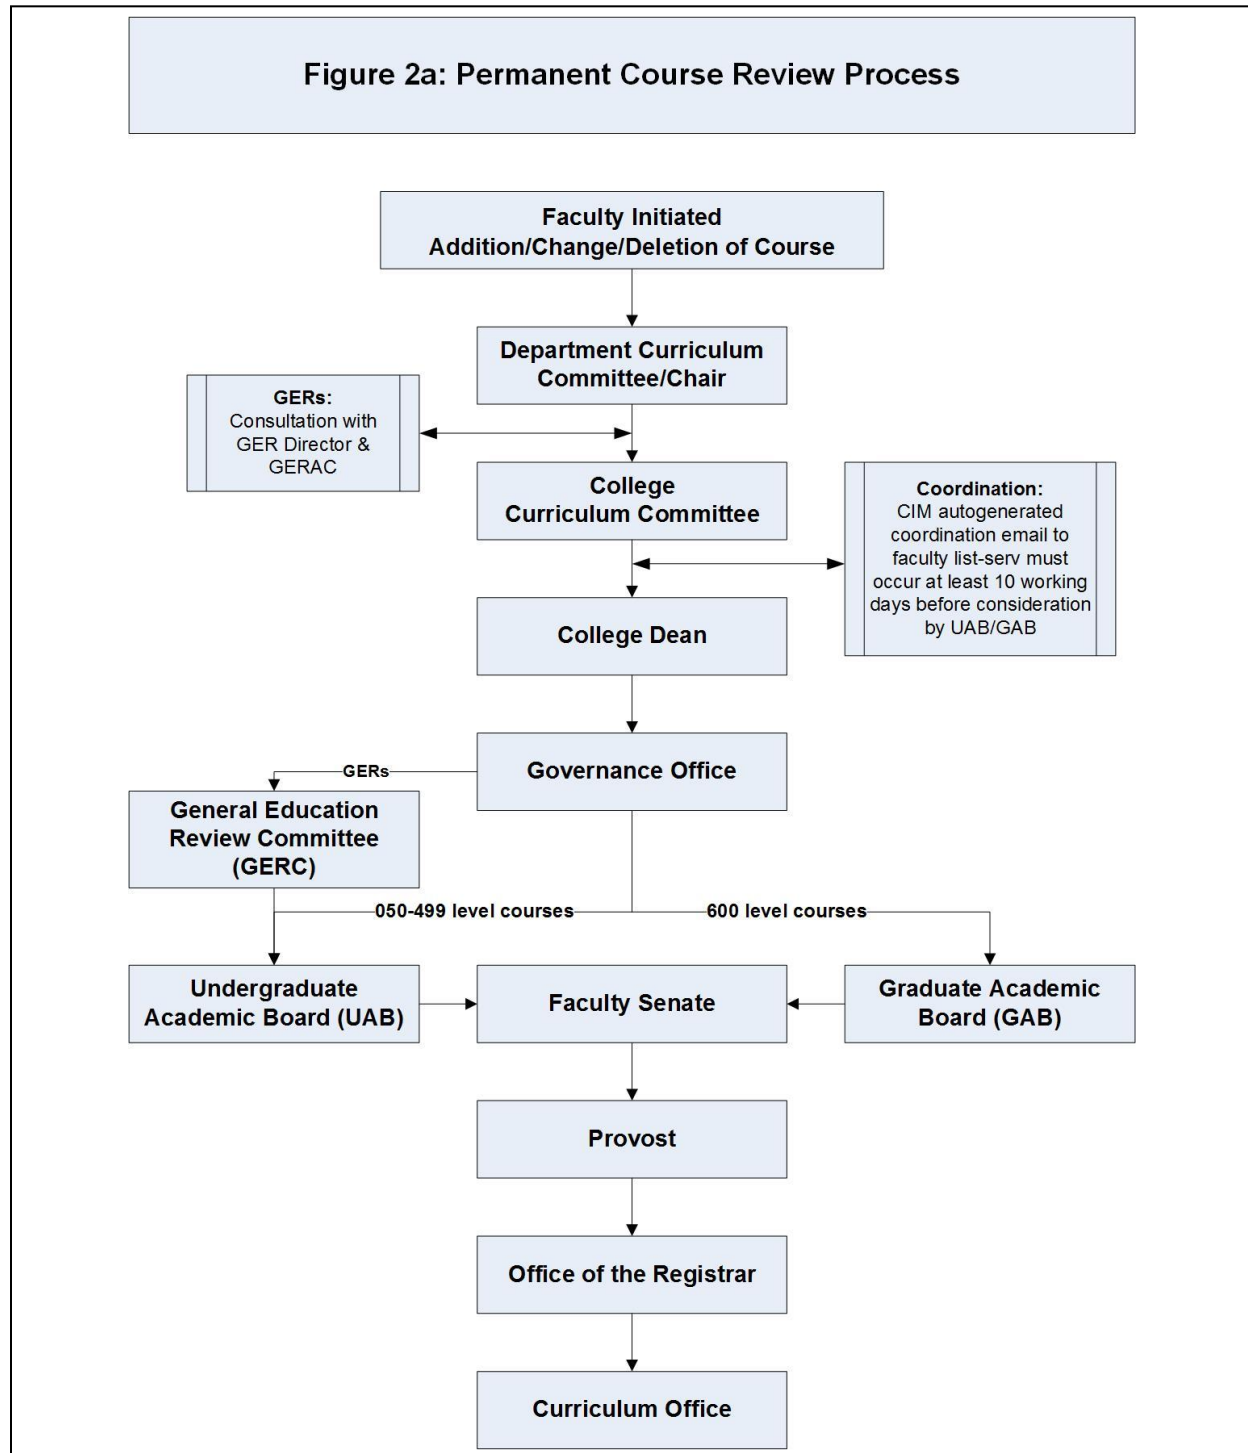 Figure 2a: Permanent Course Review Process
Faculty Initiated
Addition/Change/Deletion of Course
Department Curriculum
Committee/Chair
GERs:
Consultation with
GER Director &
GERAC
College
Curriculum Committee
Coordination:
CIM autogenerated
coordination email to
faculty list-serv must
occur at least 10 working
days before consideration
by UAB/GAB
College Dean
Governance Office
GERs
General Education
Review Committee
(GERC)
050-499 level courses
600 level courses
Undergraduate
Academic Board (UAB)
Faculty Senate
Graduate Academic
Board (GAB)
Provost
Office of the Registrar
Curriculum Office